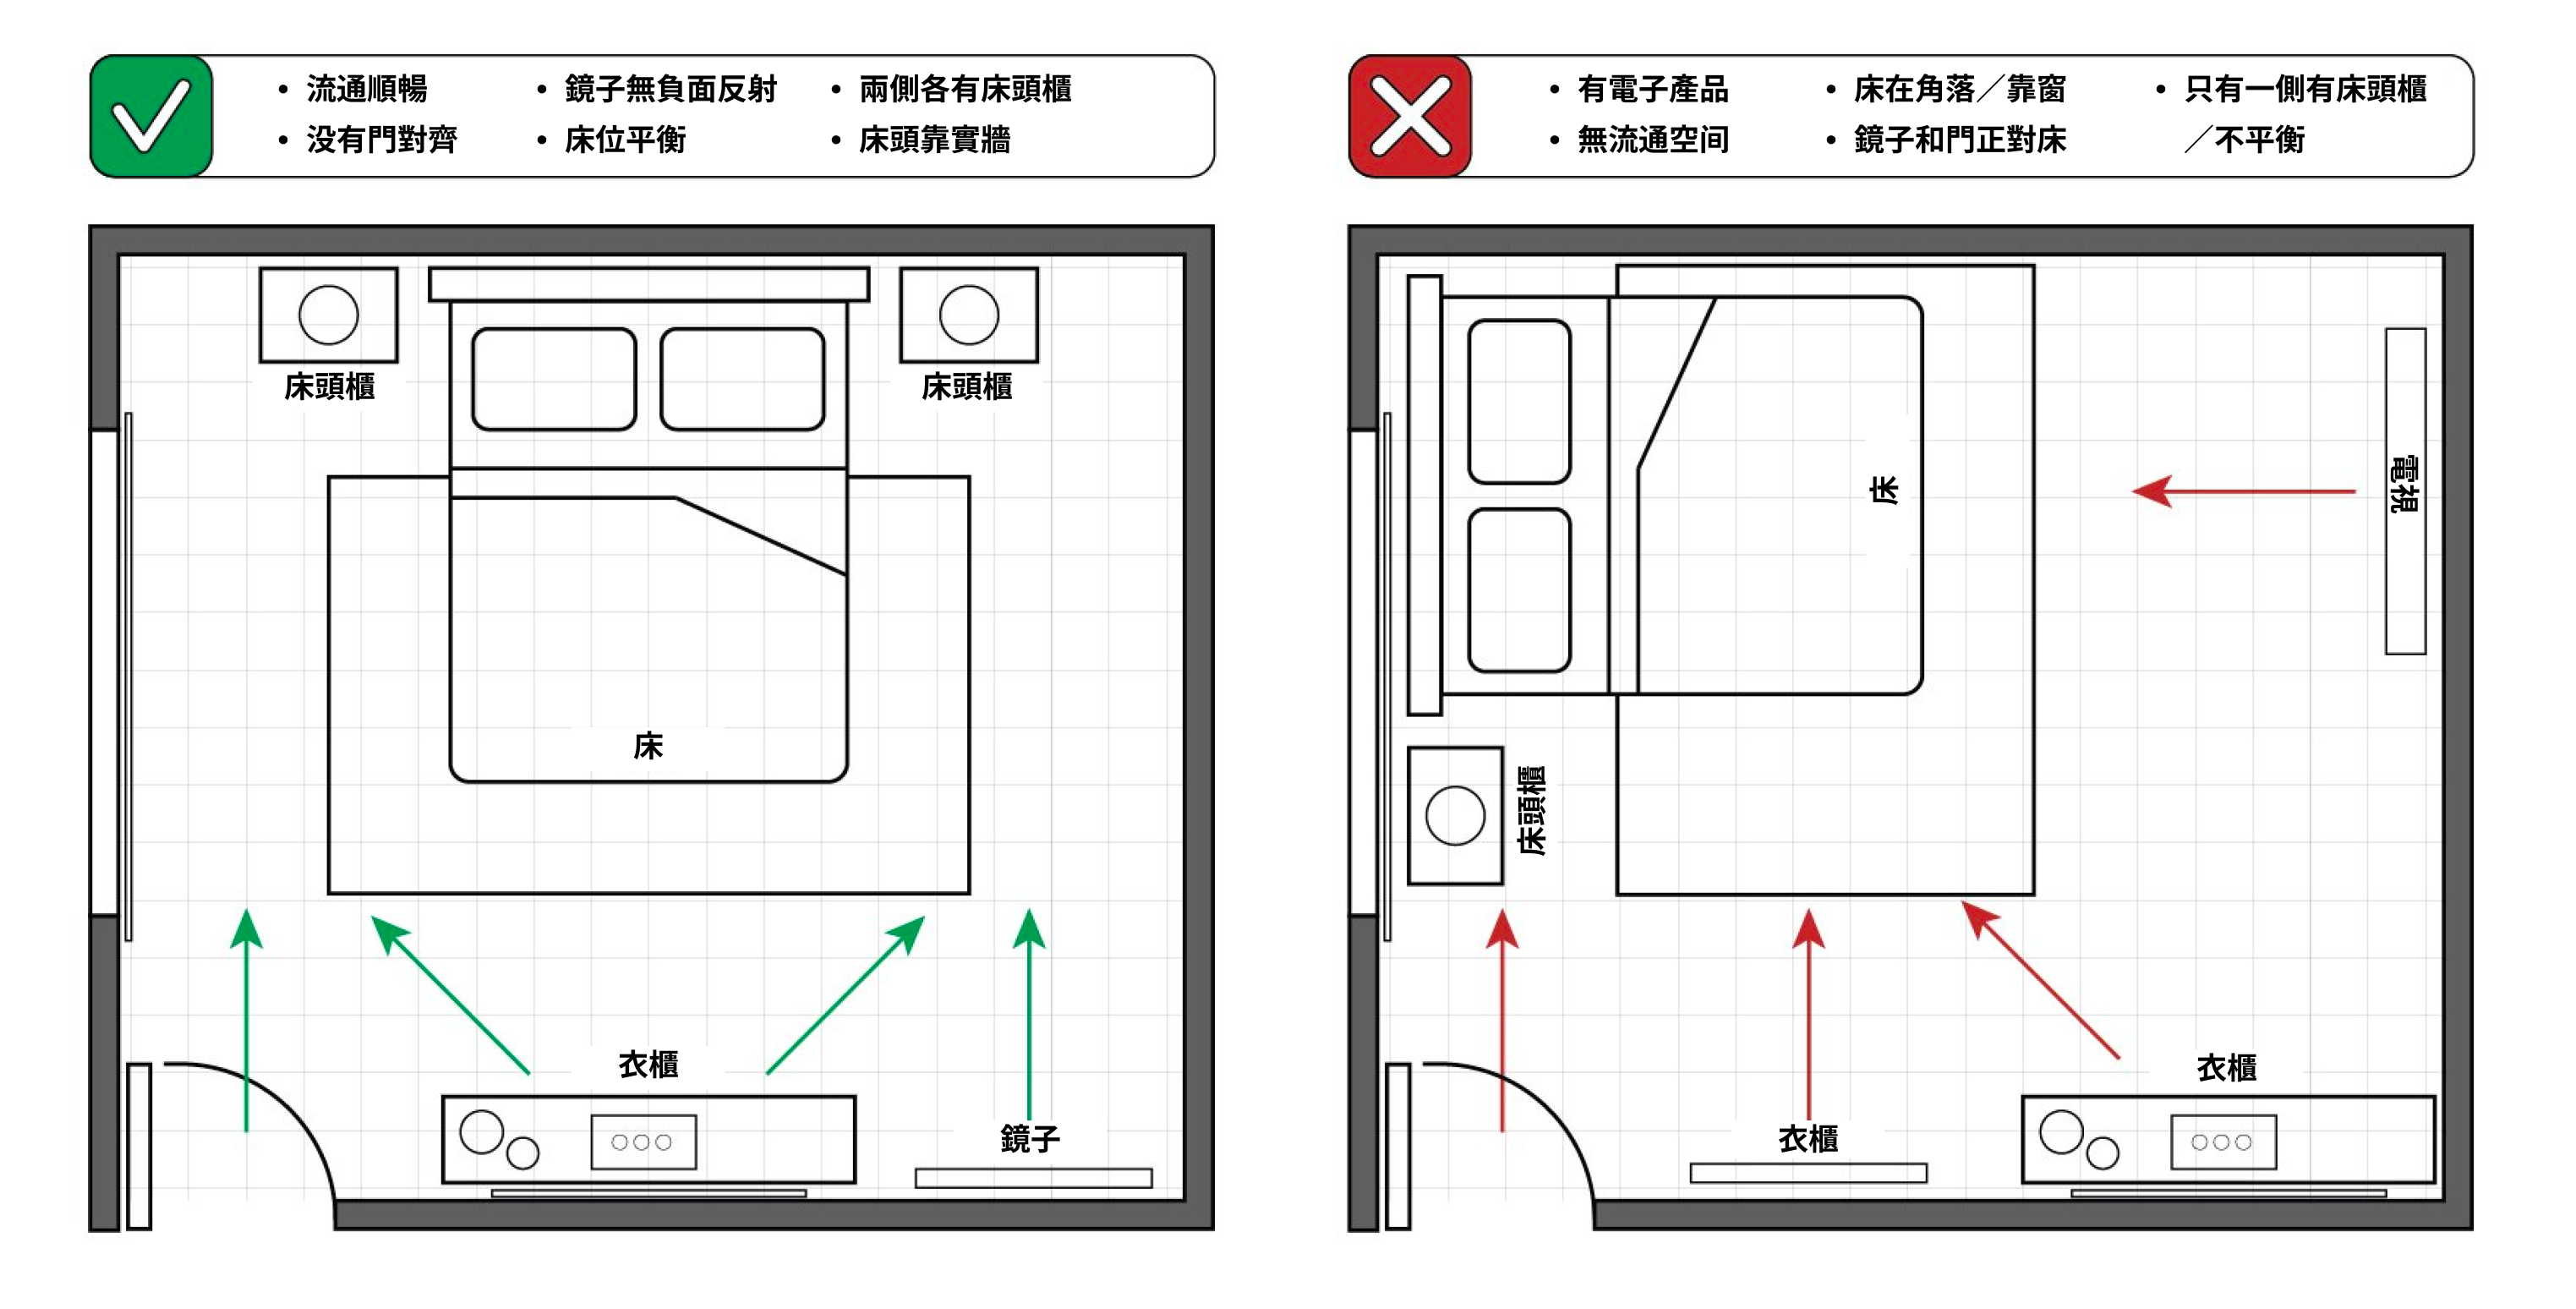 • 流通順暢
• 鏡子無負面反射
• 兩側各有床頭櫃
• 没有門對齊
• 床位平衡
• 床頭靠實牆
床頭櫃
床頭櫃
床
衣櫃
鏡子
• 有電子產品
• 床在角落／靠窗
• 只有一側有床頭櫃
• 無流通空间
• 鏡子和門正對床
／不平衡
床
電視
床頭櫃
衣櫃
衣櫃